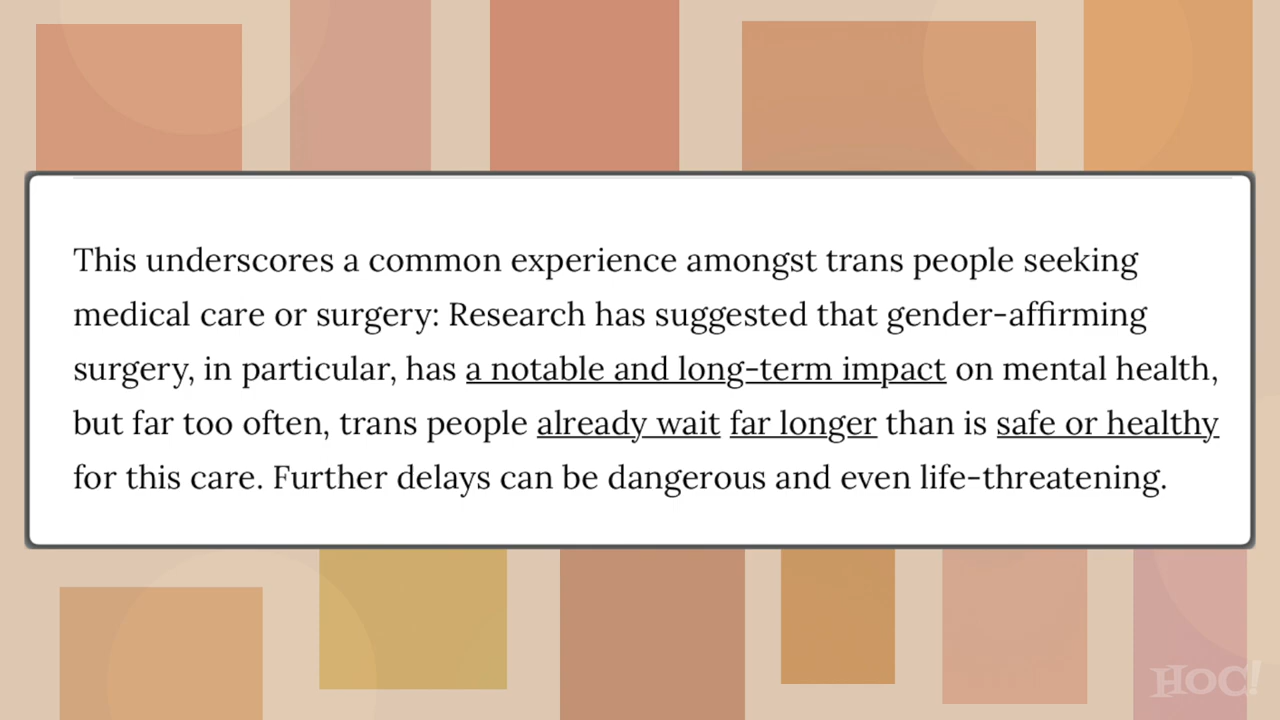 This underscores a common experience amongst trans people seeking
medical care or surgery: Research has suggested that gender-affirming
surgery, in particular, has a notable and long-term impact on mental health,
but far too often, trans people already wait far longer than is safe or healthy
for this care. Further delays can be dangerous and even life-threatening.
HOC!